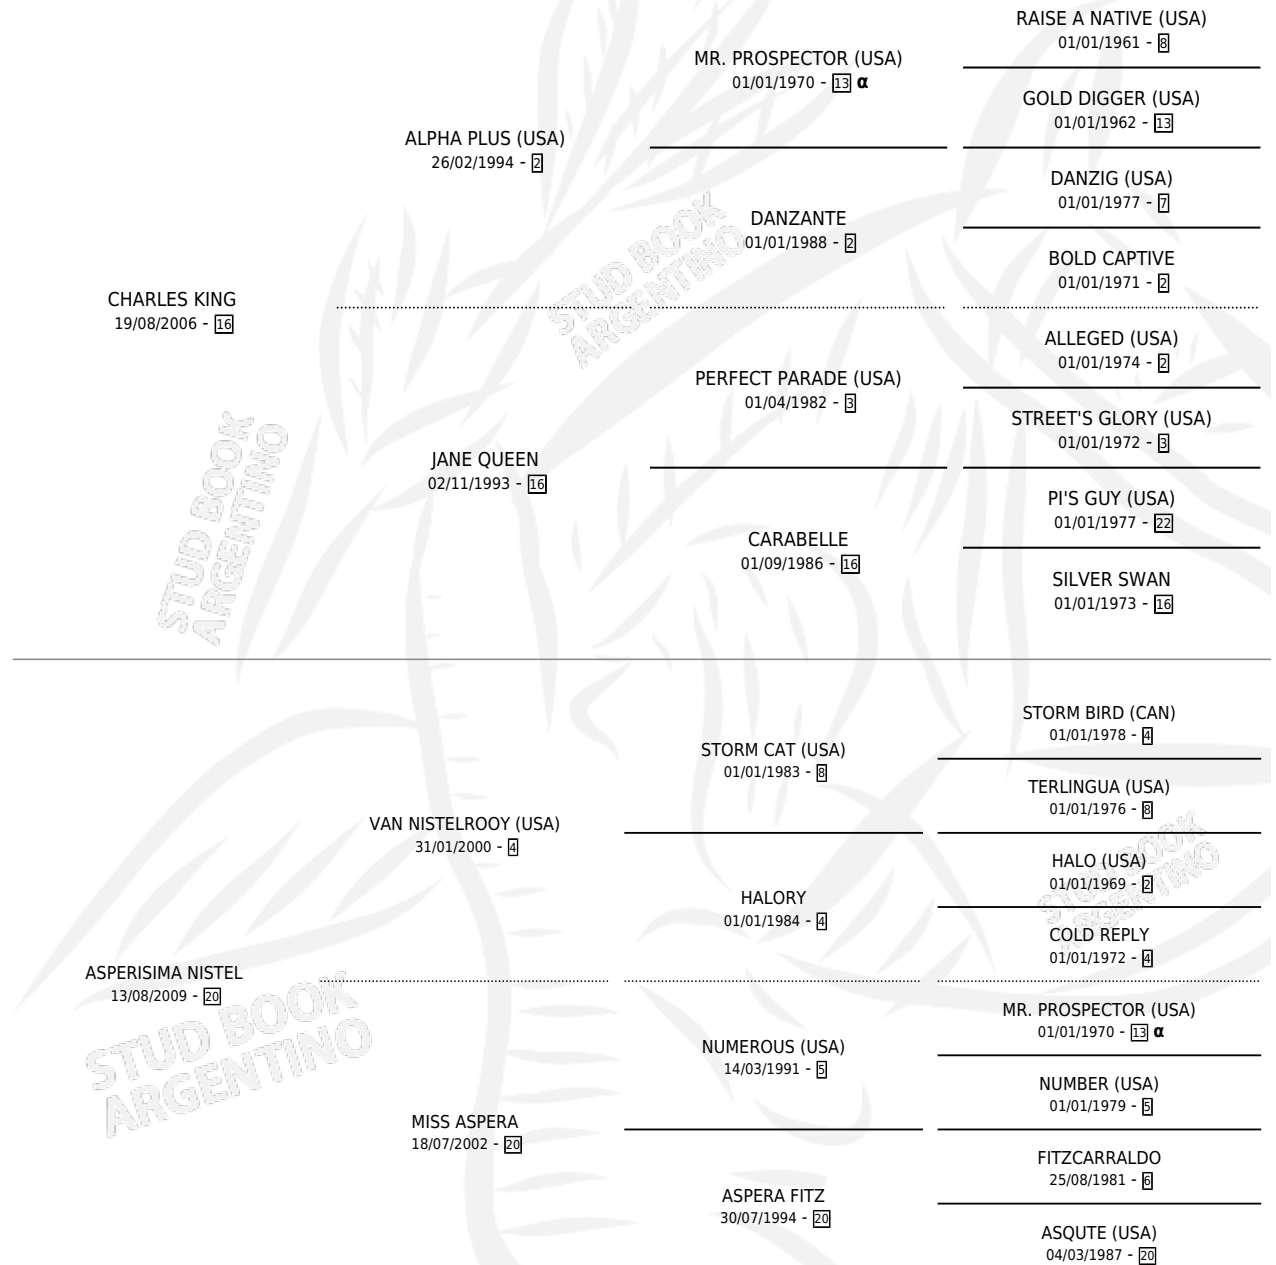 RAISE A NATIVE (USA)
01/01/1961 - 8
MR. PROSPECTOR (USA)
01/01/1970 - 13 α
GOLD DIGGER (USA)
01/01/1962 - 13
ALPHA PLUS (USA)
26/02/1994 - 2
DANZIG (USA)
01/01/1977 - 7
DANZANTE
01/01/1988 - 2
BOLD CAPTIVE
01/01/1971 - 2
CHARLES KING
19/08/2006 - 16
ALLEGED (USA)
01/01/1974 - 2
PERFECT PARADE (USA)
01/04/1982 - 3
STREET'S GLORY (USA)
01/01/1972 - 3
JANE QUEEN
02/11/1993 - 16
PI'S GUY (USA)
01/01/1977 - 22
CARABELLE
01/09/1986 - 16
SILVER SWAN
01/01/1973 - 16
STUD BOOK
ARGENTINO
STUD BOOK
ARGENTINO
STORM BIRD (CAN)
01/01/1978 - 4
STORM CAT (USA)
01/01/1983 - 8
TERLINGUA (USA)
01/01/1976 - 8
VAN NISTELROOY (USA)
31/01/2000 - 4
HALO (USA)
01/01/1969 - 2
HALORY
01/01/1984 - 4
COLD REPLY
01/01/1972 - 4
ASPERISIMA NISTEL
13/08/2009 - 20
MR. PROSPECTOR (USA)
01/01/1970 - 13 α
NUMEROUS (USA)
14/03/1991 - 5
NUMBER (USA)
01/01/1979 - 5
MISS ASPERA
18/07/2002 - 20
FITZCARRALDO
25/08/1981 - 6
ASPERA FITZ
30/07/1994 - 20
ASQUTE (USA)
04/03/1987 - 20
STUD BOOK
ARGENTINO
STUD BOOK
ARGENTINO